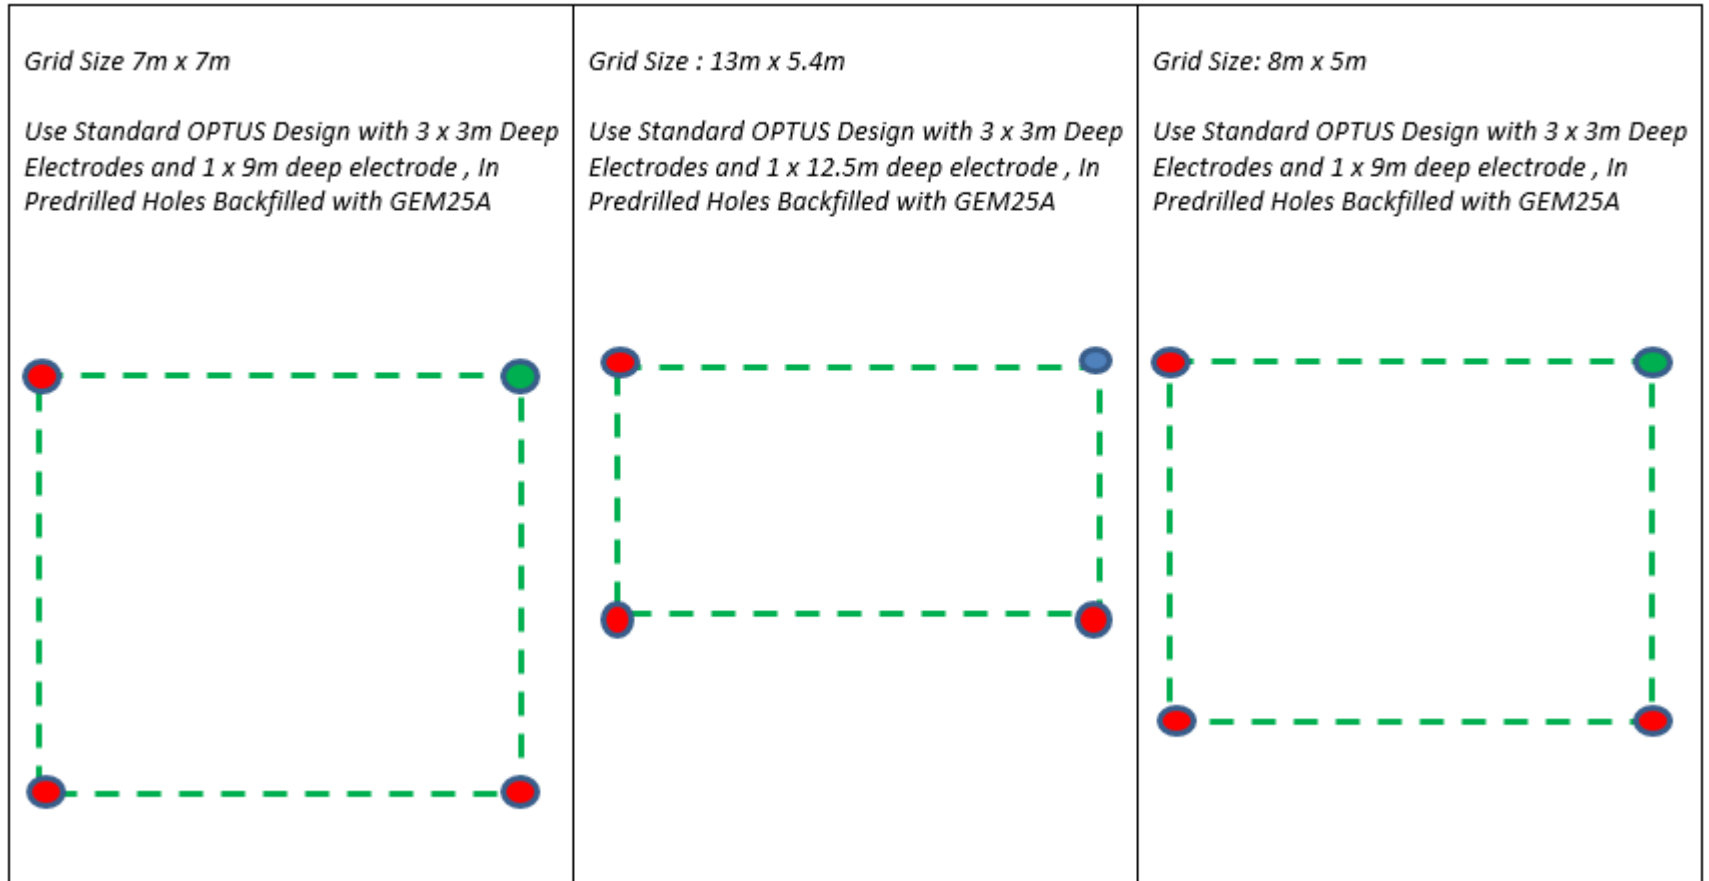 Grid Size 7m x 7m
Use Standard OPTUS Design with 3 x 3m Deep
Electrodes and 1 x 9m deep electrode , In
Predrilled Holes Backfilled with GEM25A
Grid Size : 13m x 5.4m
Use Standard OPTUS Design with 3 x 3m Deep
Electrodes and 1 x 12.5m deep electrode , In
Predrilled Holes Backfilled with GEM25A
Grid Size: 8m x 5m
Use Standard OPTUS Design with 3 x 3m Deep
Electrodes and 1 x 9m deep electrode , In
Predrilled Holes Backfilled with GEM25A